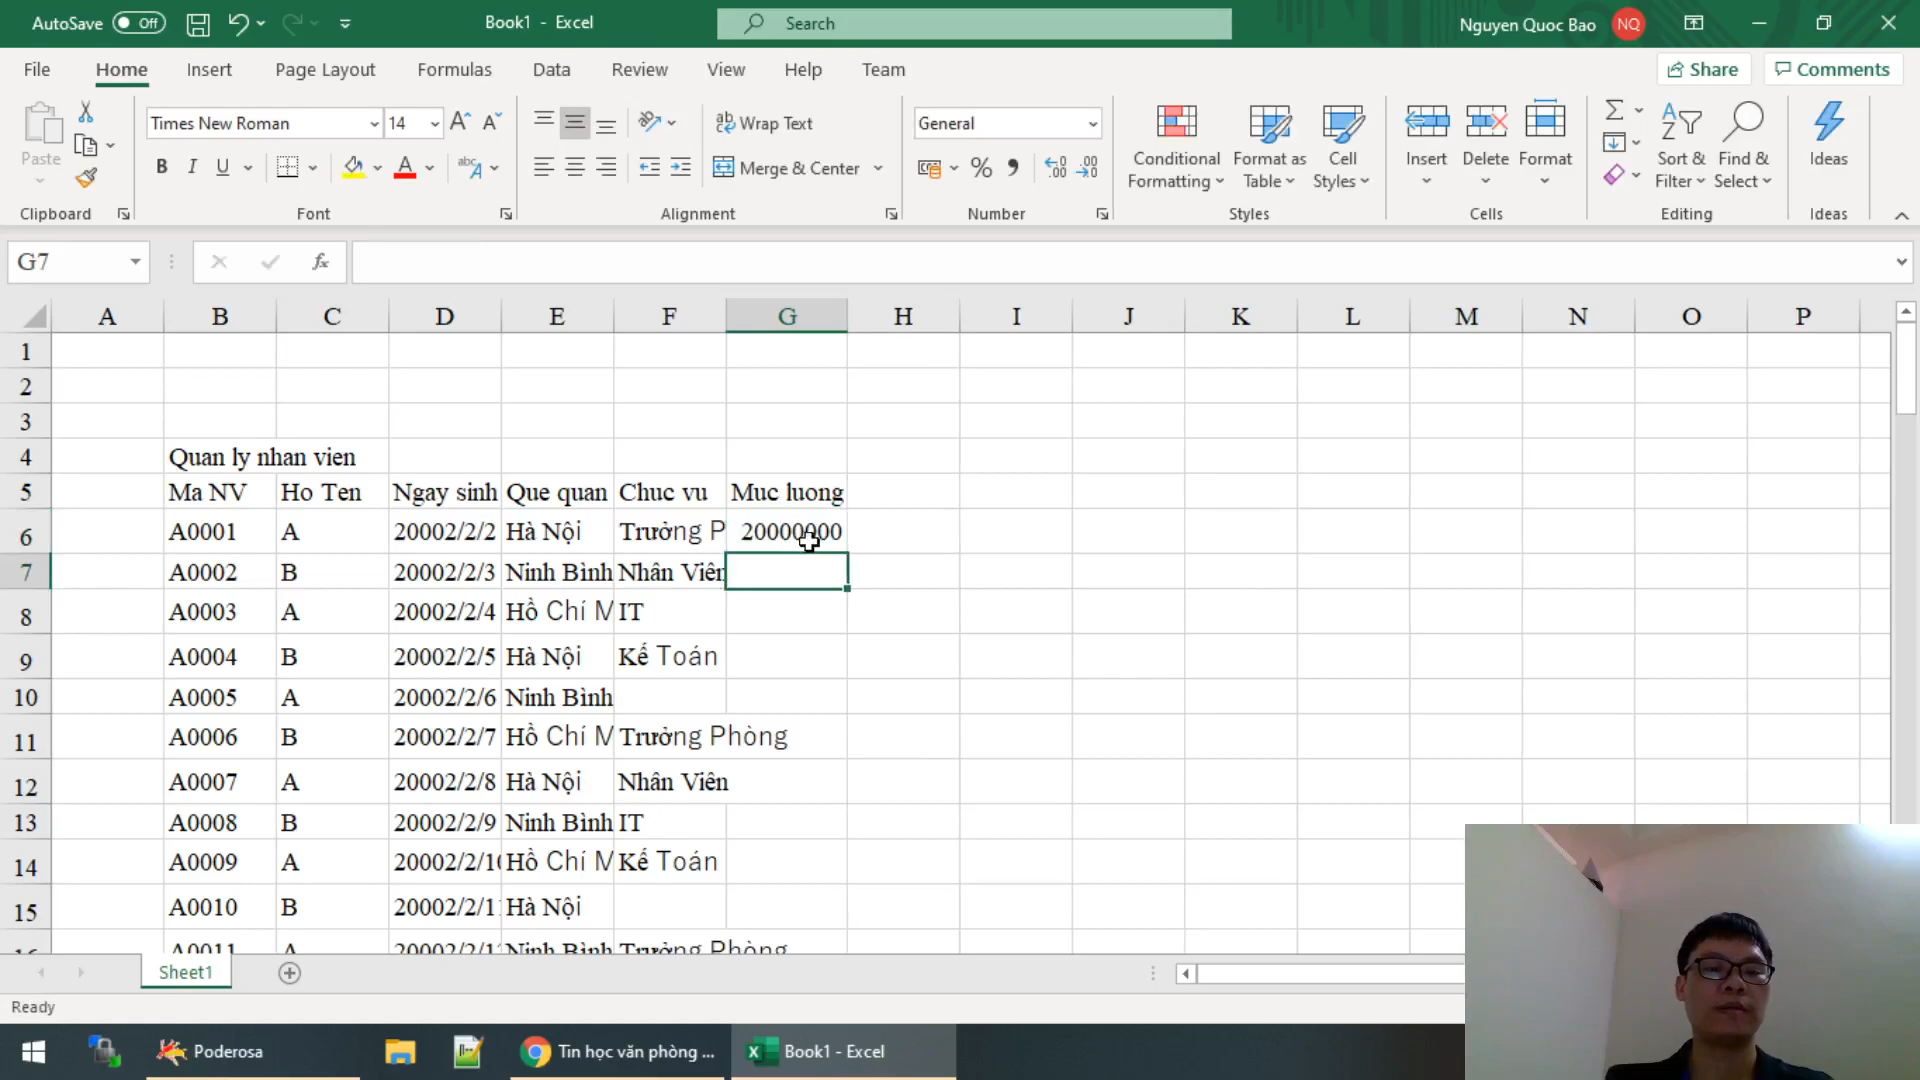 AutoSave Off Book1 - Excel Search Nguyen Quoc Bao NQ
File Home Insert Page Layout Formulas Data Review View Help Team Share Comments
Times New Roman 14 Wrap Text General
Paste B I U Merge & Center % Conditional Formatting Format as Table Cell Styles Insert Delete Format Sort & Filter Find & Select Ideas
Clipboard Font Alignment Number Styles Cells Editing Ideas
G7 fx
A B C D E F G H I J K L M N O P
1
2
3
4 Quan ly nhan vien
5 Ma NV Ho Ten Ngay sinh Que quan Chuc vu Muc luong
6 A0001 A 20002/2/2 Hà Nội Trưởng P 20000000
7 A0002 B 20002/2/3 Ninh Bình Nhân Viên
8 A0003 A 20002/2/4 Hồ Chí M IT
9 A0004 B 20002/2/5 Hà Nội Kế Toán
10 A0005 A 20002/2/6 Ninh Bình
11 A0006 B 20002/2/7 Hồ Chí M Trưởng Phòng
12 A0007 A 20002/2/8 Hà Nội Nhân Viên
13 A0008 B 20002/2/9 Ninh Bình IT
14 A0009 A 20002/2/10 Hồ Chí M Kế Toán
15 A0010 B 20002/2/11 Hà Nội
16 A0011 A 20002/2/12 Ninh Bình Trưởng Phòng
Sheet1
Ready
Poderosa Tin học văn phòng ... Book1 - Excel